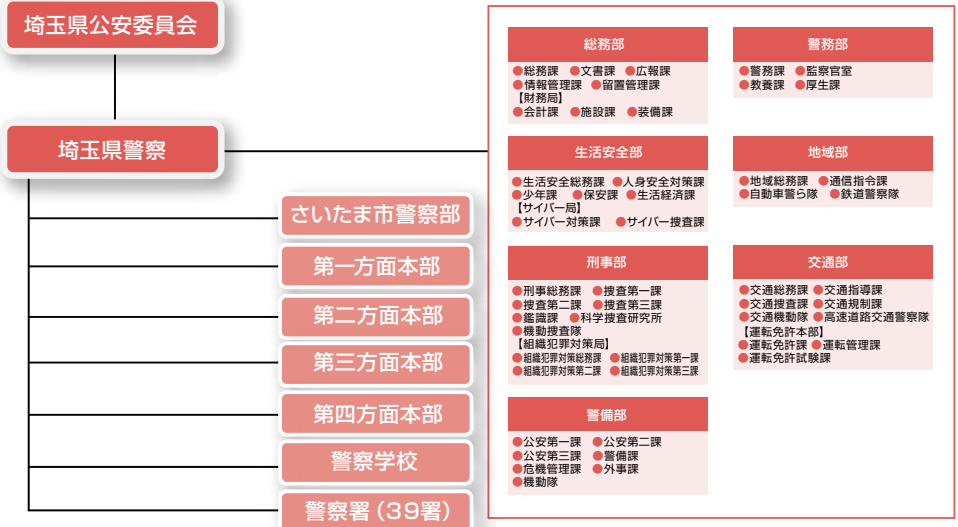 埼玉県公安委員会
埼玉県警察
さいたま市警察部
第一方面本部
第二方面本部
第三方面本部
第四方面本部
警察学校
警察署（39署）
総務部
●総務課 ●文書課 ●広報課
●情報管理課 ●留置管理課
【財務局】
●会計課 ●施設課 ●装備課
警務部
●警務課 ●監察官室
●教養課 ●厚生課
生活安全部
●生活安全総務課 ●人身安全対策課
●少年課 ●保安課 ●生活経済課
【サイバー局】
●サイバー対策課 ●サイバー捜査課
地域部
●地域総務課 ●通信指令課
●自動車警ら隊 ●鉄道警察隊
刑事部
●刑事総務課 ●捜査第一課
●捜査第二課 ●捜査第三課
●鑑識課 ●科学捜査研究所
●機動捜査隊
【組織犯罪対策局】
●組織犯罪対策総務課 ●組織犯罪対策第一課
●組織犯罪対策第二課 ●組織犯罪対策第三課
交通部
●交通総務課 ●交通指導課
●交通捜査課 ●交通規制課
●交通機動隊 ●高速道路交通警察隊
【運転免許本部】
●運転免許課 ●運転管理課
●運転免許試験課
警備部
●公安第一課 ●公安第二課
●公安第三課 ●警備課
●危機管理課 ●外事課
●機動隊